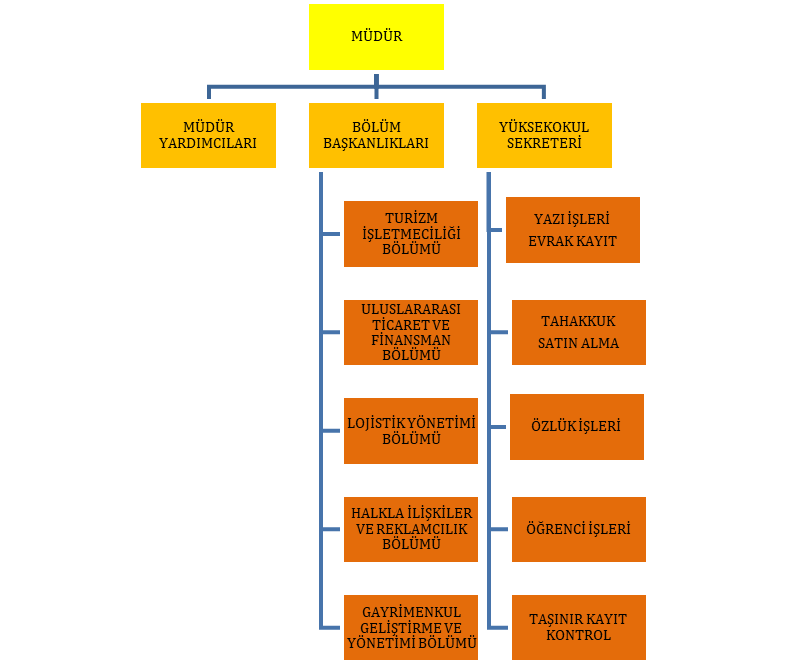 MÜDÜR
MÜDÜR
YARDIMCILARI
BÖLÜM
BAŞKANLIKLARI
YÜKSEKOKUL
SEKRETERİ
TURİZM
İŞLETMECİLİĞİ
BÖLÜMÜ
ULUSLARARASI
TİCARET VE
FİNANSMAN
BÖLÜMÜ
LOJİSTİK YÖNETİMİ
BÖLÜMÜ
HALKLA İLİŞKİLER
VE REKLAMCILIK
BÖLÜMÜ
GAYRİMENKUL
GELİŞTİRME VE
YÖNETİMİ BÖLÜMÜ
YAZI İŞLERİ
EVRAK KAYIT
TAHAKKUK
SATIN ALMA
ÖZLÜK İŞLERİ
ÖĞRENCİ İŞLERİ
TAŞINIR KAYIT
KONTROL